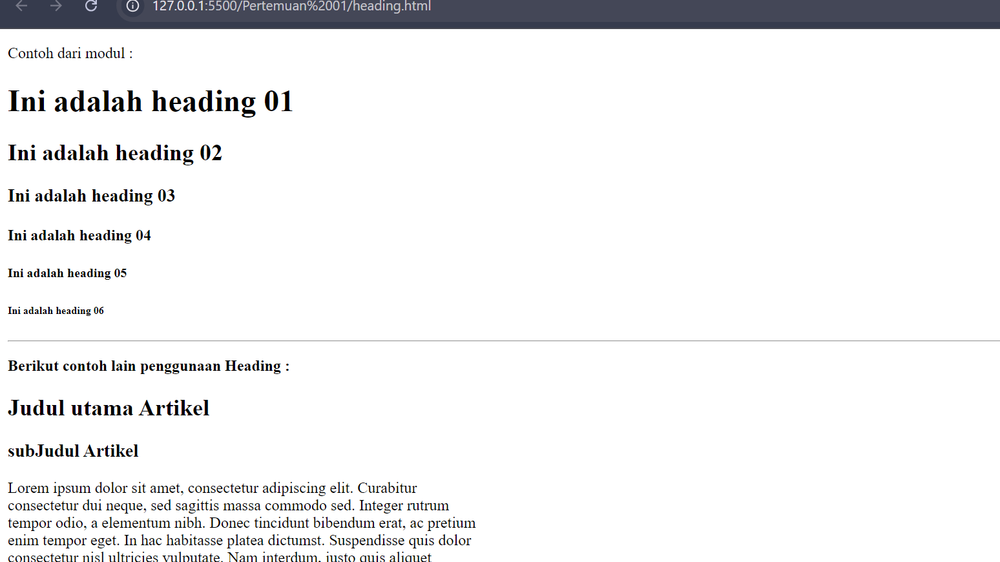 127.0.0.1:5500/Pertemuan%2001/heading.html
Contoh dari modul :
Ini adalah heading 01
Ini adalah heading 02
Ini adalah heading 03
Ini adalah heading 04
Ini adalah heading 05
Ini adalah heading 06
Berikut contoh lain penggunaan Heading :
Judul utama Artikel
subJudul Artikel
Lorem ipsum dolor sit amet, consectetur adipiscing elit. Curabitur
consectetur dui neque, sed sagittis massa commodo sed. Integer rutrum
tempor odio, a elementum nibh. Donec tincidunt bibendum erat, ac pretium
enim tempor eget. In hac habitasse platea dictumst. Suspendisse quis dolor
consectetur nisl ultricies vulputate. Nam interdum, justo quis aliquet